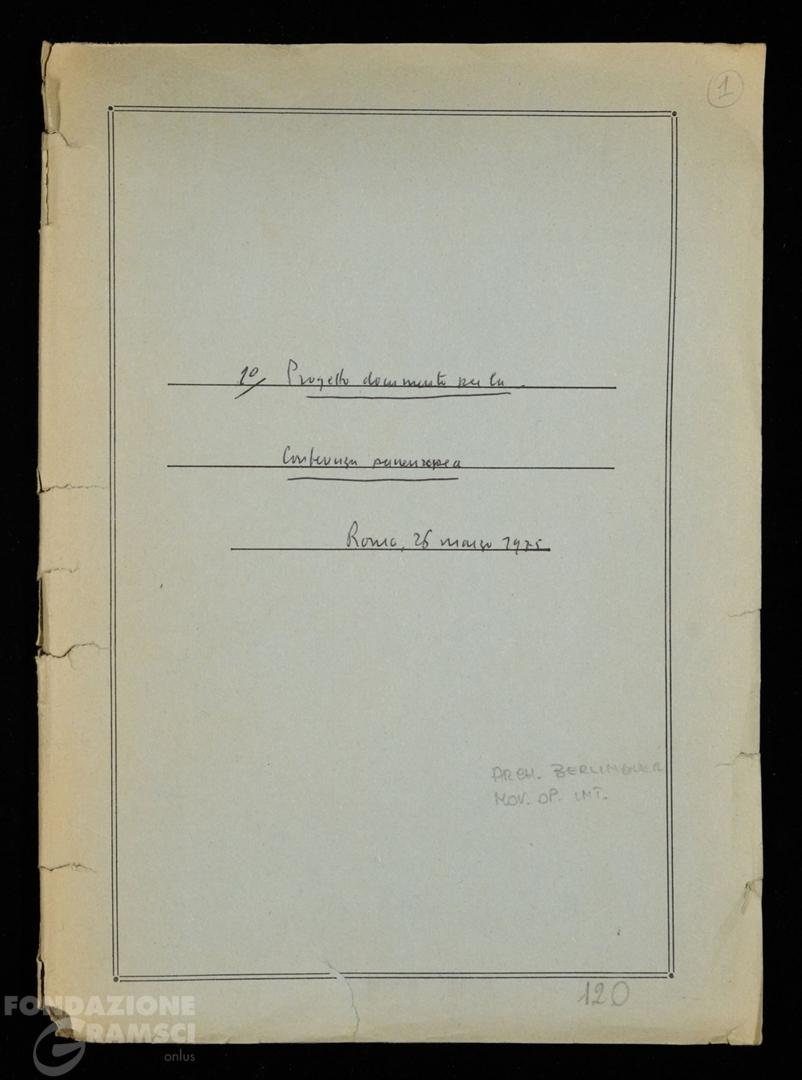 1
1º/ Progetto documento per la
Conferenza paneuropea
Roma, 26 marzo 1975
ARCH. BERLINGUER
MOV. OP. INT.
120
FONDAZIONE
GRAMSCI
onlus